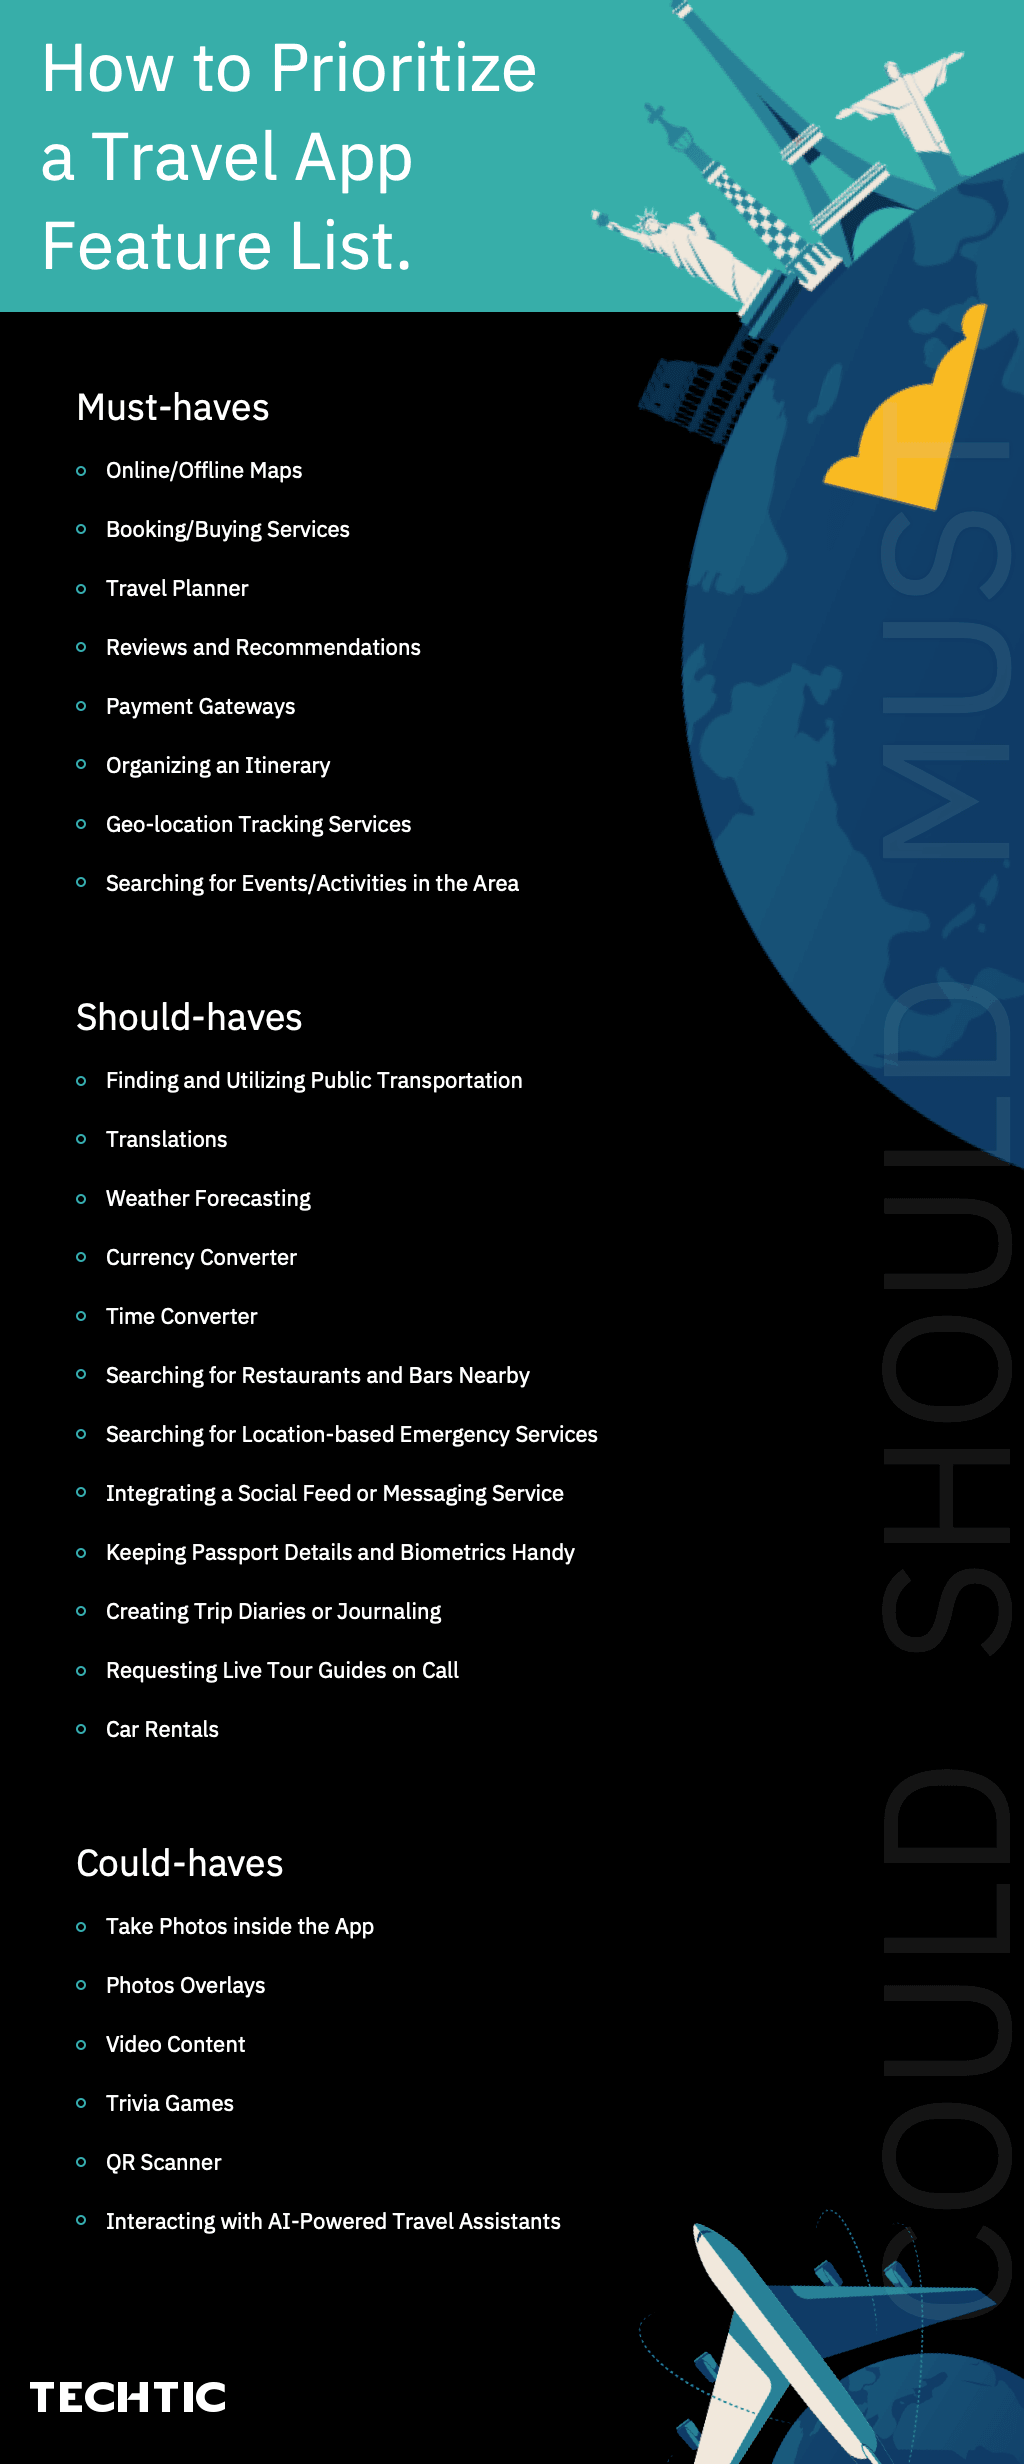 How to Prioritize
a Travel App
Feature List.
Must-haves
Online/Offline Maps
Booking/Buying Services
Travel Planner
Reviews and Recommendations
Payment Gateways
Organizing an Itinerary
Geo-location Tracking Services
Searching for Events/Activities in the Area
MUST
Should-haves
Finding and Utilizing Public Transportation
Translations
Weather Forecasting
Currency Converter
Time Converter
Searching for Restaurants and Bars Nearby
Searching for Location-based Emergency Services
Integrating a Social Feed or Messaging Service
Keeping Passport Details and Biometrics Handy
Creating Trip Diaries or Journaling
Requesting Live Tour Guides on Call
Car Rentals
SHOULD
Could-haves
Take Photos inside the App
Photos Overlays
Video Content
Trivia Games
QR Scanner
Interacting with AI-Powered Travel Assistants
COULD
TECHTIC